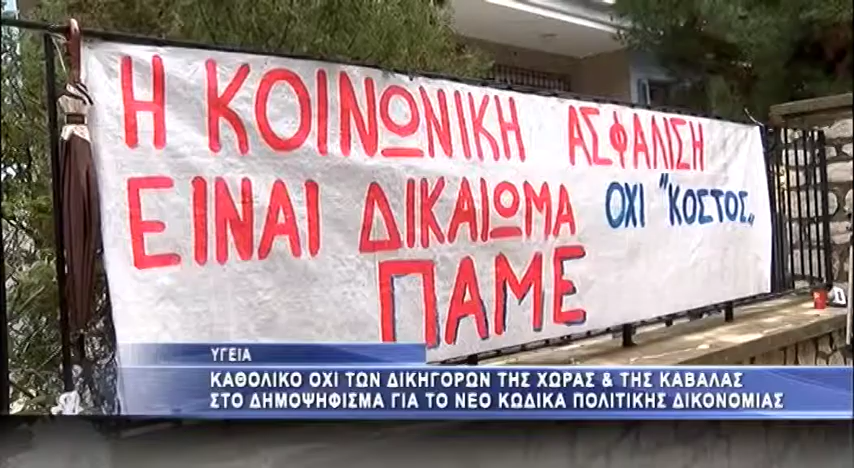 Η ΚΟΙΝΩΝΙΚΗ ΑΣΦΑΛΙΣΗ
ΕΙΝΑΙ ΔΙΚΑΙΩΜΑ ΟΧΙ "ΚΟΣΤΟΣ"
ΠΑΜΕ
ΥΓΕΙΑ
ΚΑΘΟΛΙΚΟ ΟΧΙ ΤΩΝ ΔΙΚΗΓΟΡΩΝ ΤΗΣ ΧΩΡΑΣ & ΤΗΣ ΚΑΒΑΛΑΣ
ΣΤΟ ΔΗΜΟΨΗΦΙΣΜΑ ΓΙΑ ΤΟ ΝΕΟ ΚΩΔΙΚΑ ΠΟΛΙΤΙΚΗΣ ΔΙΚΟΝΟΜΙΑΣ